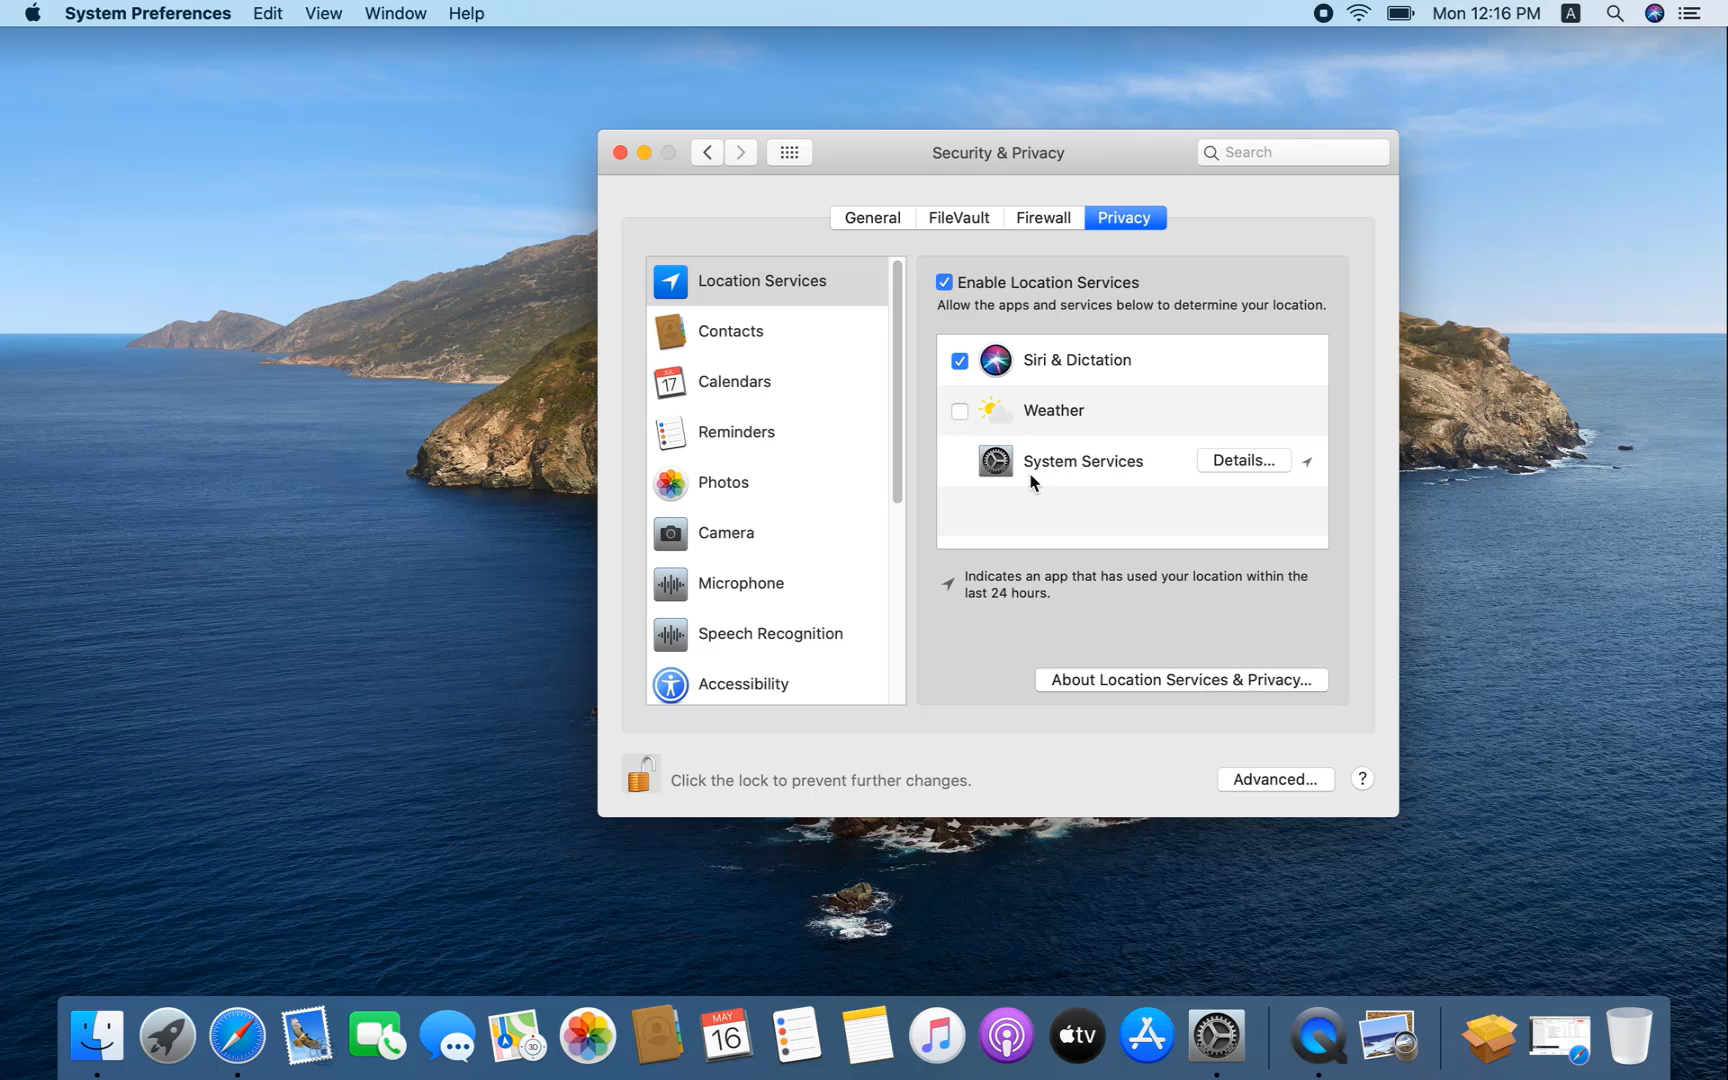 System Preferences Edit View Window Help Mon 12:16 PM A
Security & Privacy Search
General FileVault Firewall Privacy
Location Services
Contacts
JUL
17 Calendars
Reminders
Photos
Camera
Microphone
Speech Recognition
Accessibility
Enable Location Services
Allow the apps and services below to determine your location.
Siri & Dictation
Weather
System Services Details...
Indicates an app that has used your location within the
last 24 hours.
About Location Services & Privacy...
Click the lock to prevent further changes. Advanced... ?
3D
MAY
16
tv